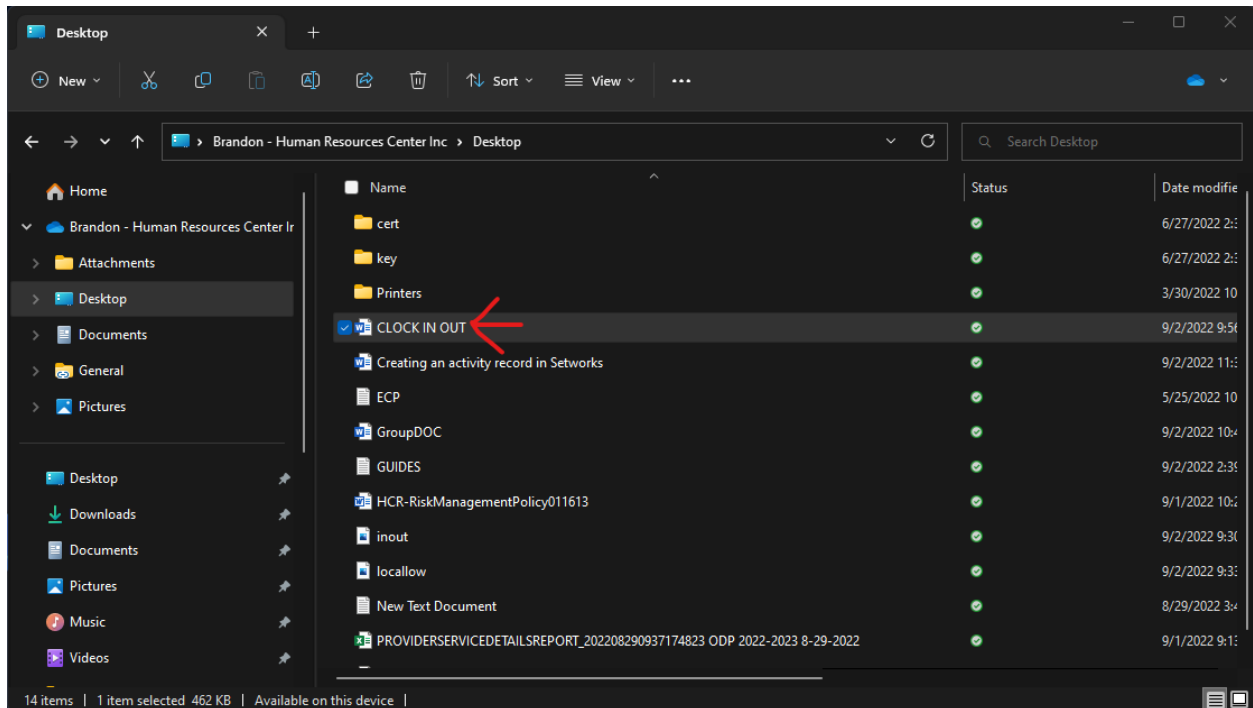 Desktop
New
Sort
View
Brandon - Human Resources Center Inc > Desktop
Search Desktop
Home
Brandon - Human Resources Center Ir
Attachments
Desktop
Documents
General
Pictures
Desktop
Downloads
Documents
Pictures
Music
Videos
Name Status Date modifie
cert 6/27/2022 2:3
key 6/27/2022 2:3
Printers 3/30/2022 10
CLOCK IN OUT 9/2/2022 9:56
Creating an activity record in Setworks 9/2/2022 11:3
ECP 5/25/2022 10
GroupDOC 9/2/2022 10:4
GUIDES 9/2/2022 2:39
HCR-RiskManagementPolicy011613 9/1/2022 10:2
inout 9/2/2022 9:30
locallow 9/2/2022 9:33
New Text Document 8/29/2022 3:4
PROVIDERSERVICEDETAILSREPORT_202208290937174823 ODP 2022-2023 8-29-2022 9/1/2022 9:13
14 items | 1 item selected 462 KB | Available on this device |